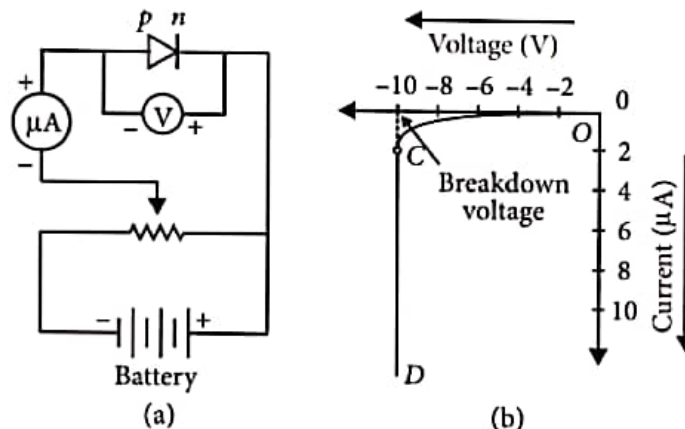 p n
+
μA
−
− V +
− +
Battery
(a)
Voltage (V)
−10 −8 −6 −4 −2 0
O
C
Breakdown
voltage
2
4
6
8
10
Current (μA)
D
(b)